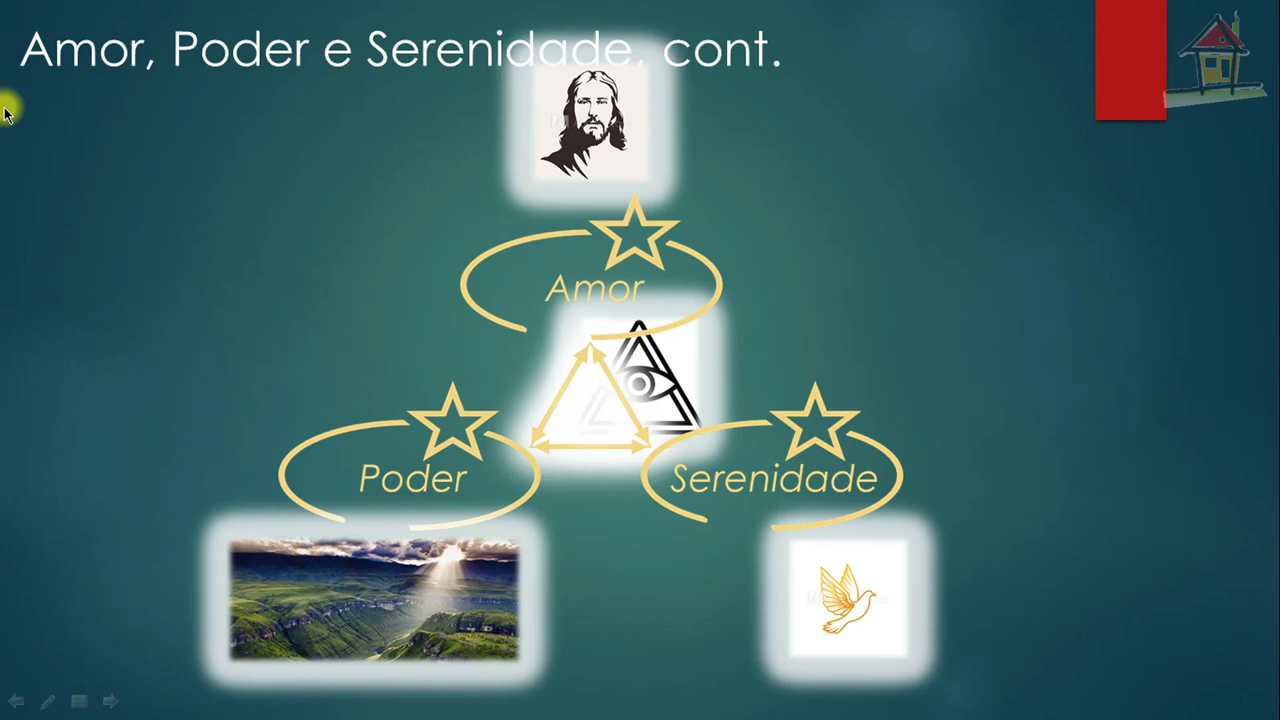 Amor, Poder e Serenidade, cont.
Amor
Poder
Serenidade